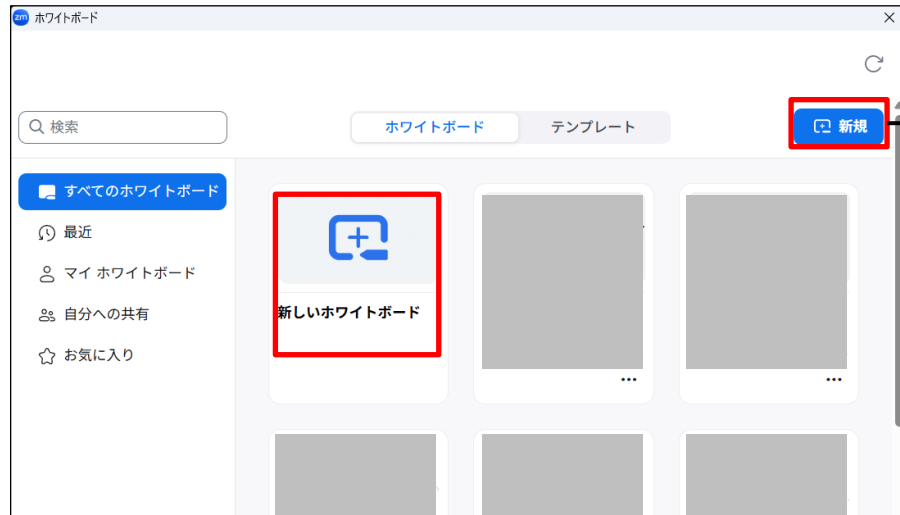 zm ホワイトボード
検索
ホワイトボード テンプレート
新規
すべてのホワイトボード
最近
マイ ホワイトボード
自分への共有
お気に入り
新しいホワイトボード